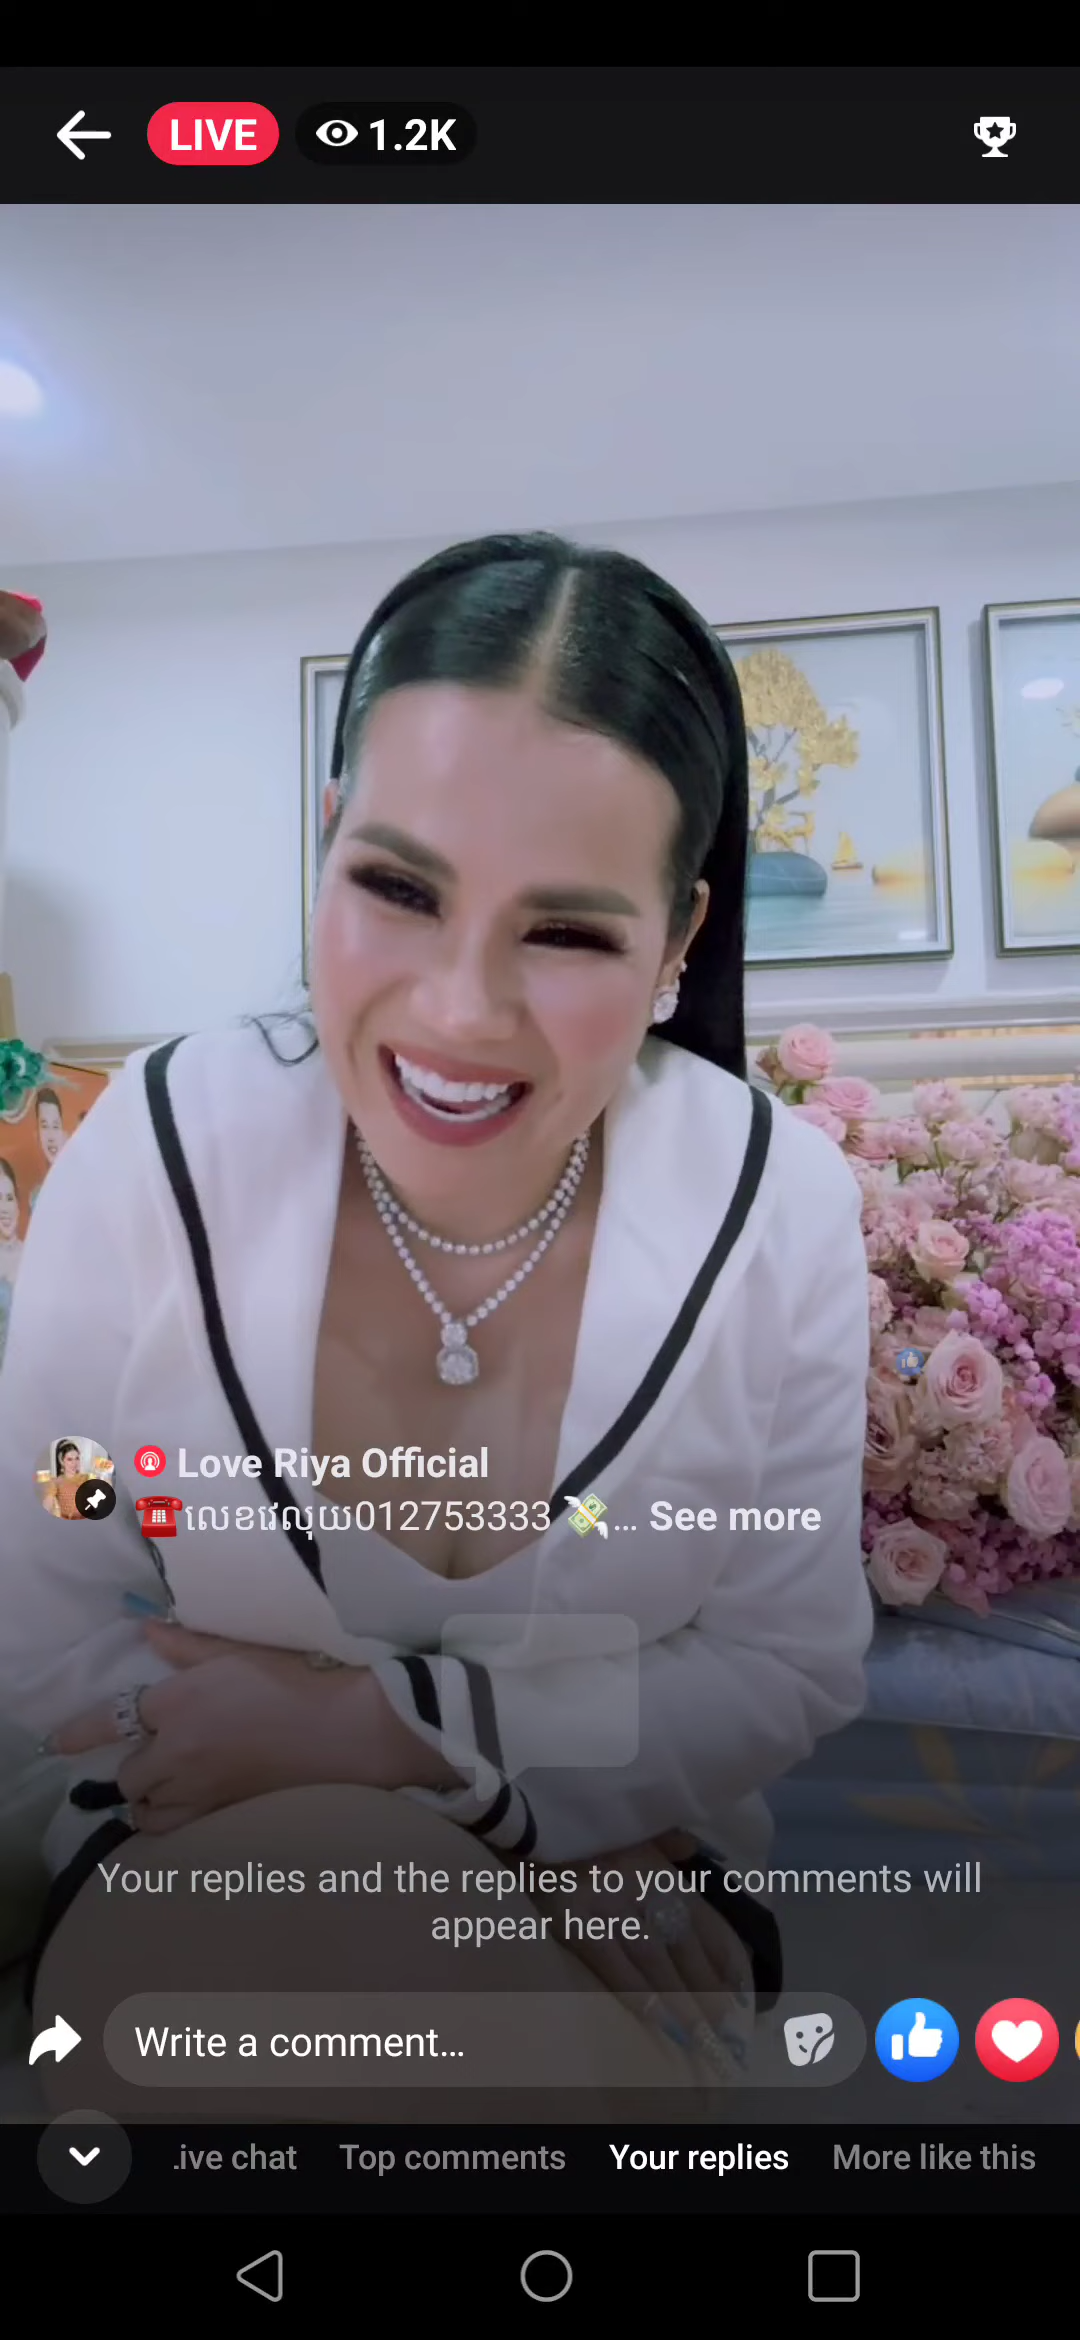 LIVE 1.2K
Love Riya Official
☎️លេខវេលុយ012753333 💸... See more
Your replies and the replies to your comments will
appear here.
Write a comment...
.ive chat Top comments Your replies More like this